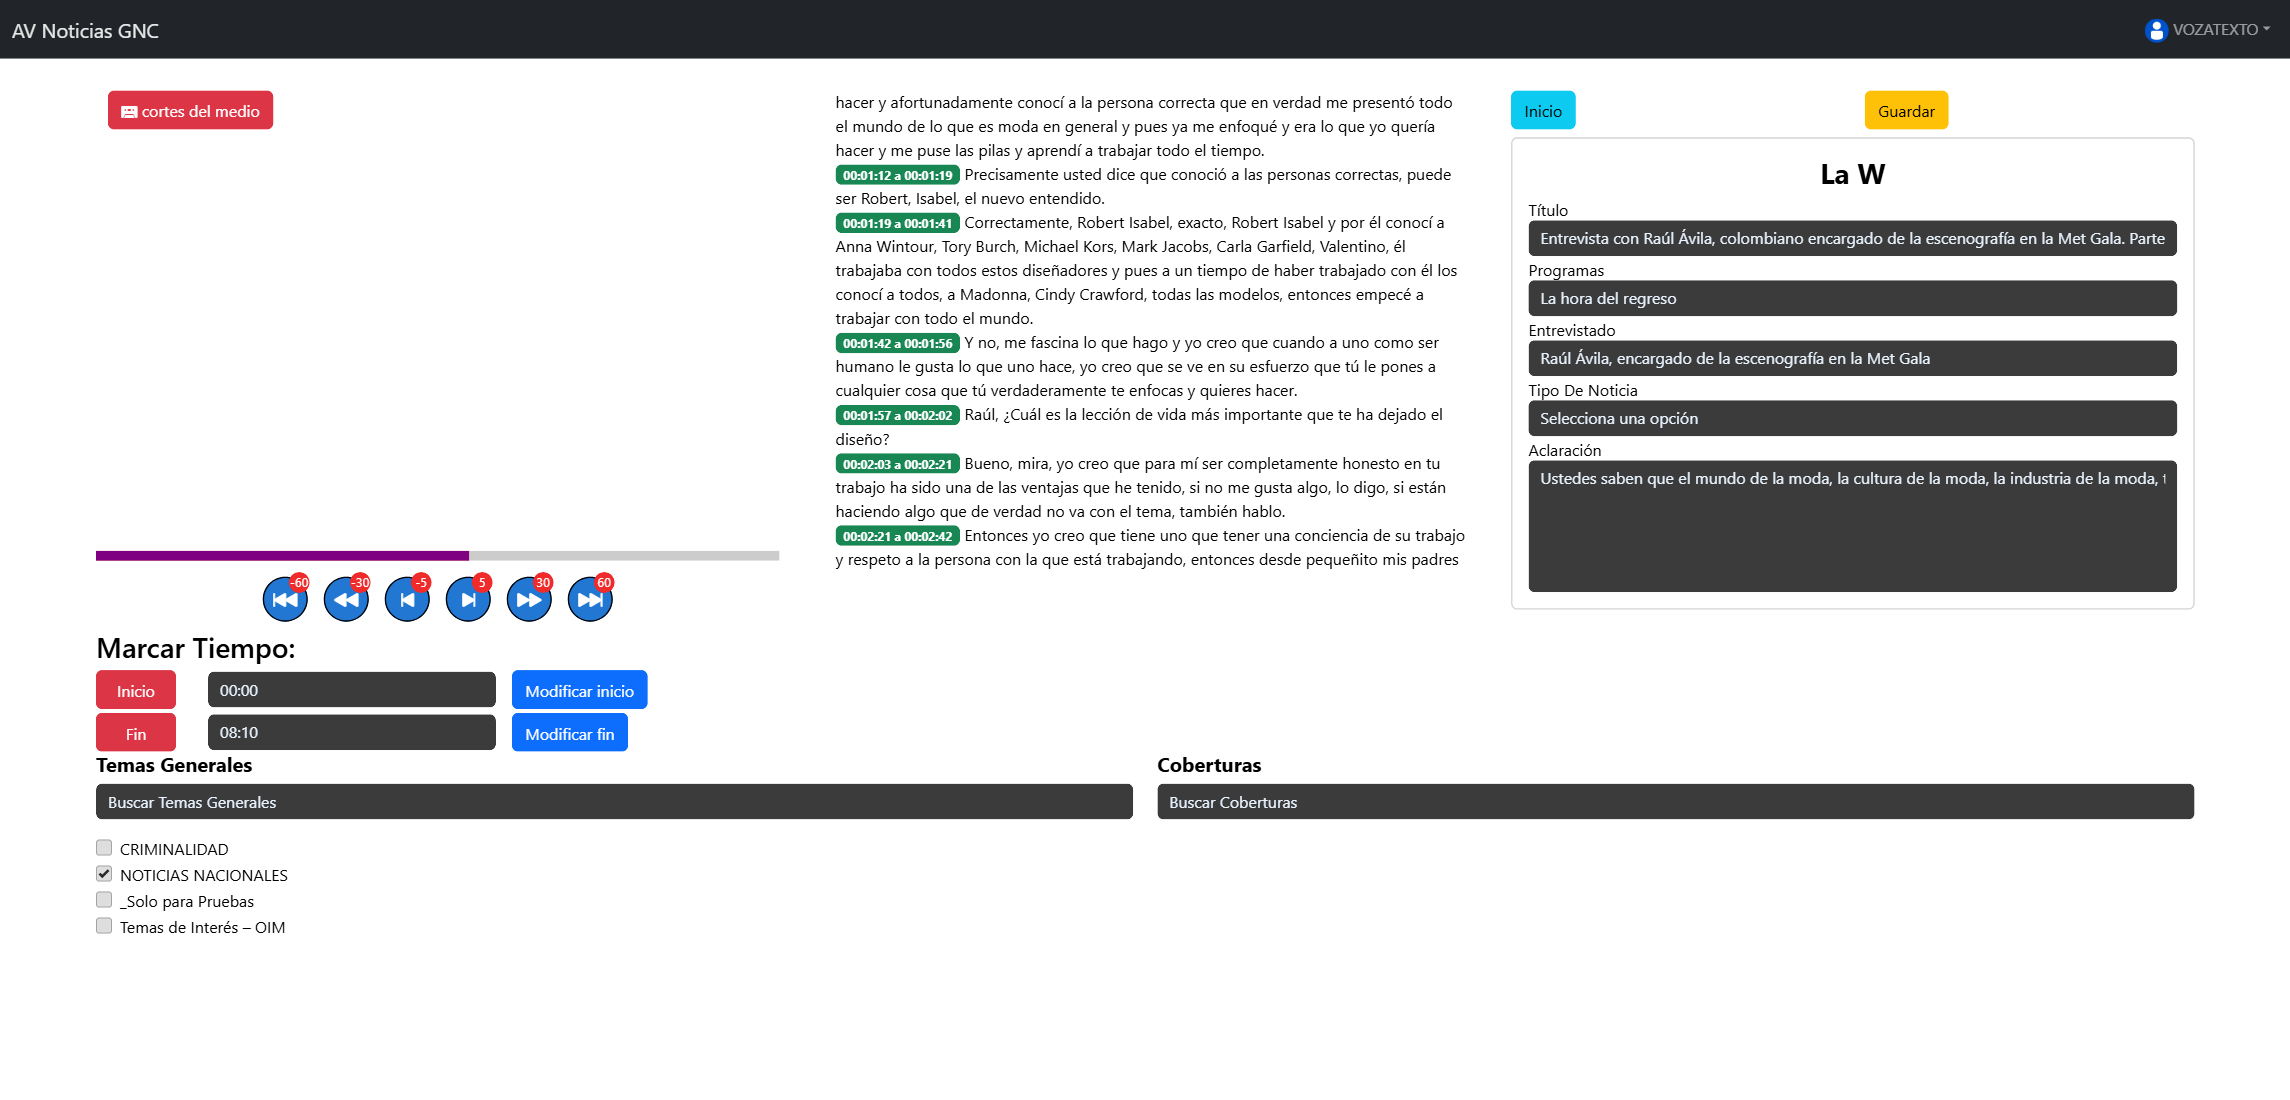 AV Noticias GNC
VOZATEXTO
cortes del medio
-60
-30
-5
5
30
60
Marcar Tiempo:
Inicio
00:00
Modificar inicio
Fin
08:10
Modificar fin
hacer y afortunadamente conocí a la persona correcta que en verdad me presentó todo
el mundo de lo que es moda en general y pues ya me enfoqué y era lo que yo quería
hacer y me puse las pilas y aprendí a trabajar todo el tiempo.
00:01:12 a 00:01:19 Precisamente usted dice que conoció a las personas correctas, puede
ser Robert, Isabel, el nuevo entendido.
00:01:19 a 00:01:41 Correctamente, Robert Isabel, exacto, Robert Isabel y por él conocí a
Anna Wintour, Tory Burch, Michael Kors, Mark Jacobs, Carla Garfield, Valentino, él
trabajaba con todos estos diseñadores y pues a un tiempo de haber trabajado con él los
conocí a todos, a Madonna, Cindy Crawford, todas las modelos, entonces empecé a
trabajar con todo el mundo.
00:01:42 a 00:01:56 Y no, me fascina lo que hago y yo creo que cuando a uno como ser
humano le gusta lo que uno hace, yo creo que se ve en su esfuerzo que tú le pones a
cualquier cosa que tú verdaderamente te enfocas y quieres hacer.
00:01:57 a 00:02:02 Raúl, ¿Cuál es la lección de vida más importante que te ha dejado el
diseño?
00:02:03 a 00:02:21 Bueno, mira, yo creo que para mí ser completamente honesto en tu
trabajo ha sido una de las ventajas que he tenido, si no me gusta algo, lo digo, si están
haciendo algo que de verdad no va con el tema, también hablo.
00:02:21 a 00:02:42 Entonces yo creo que tiene uno que tener una conciencia de su trabajo
y respeto a la persona con la que está trabajando, entonces desde pequeñito mis padres
Inicio
Guardar
La W
Título
Entrevista con Raúl Ávila, colombiano encargado de la escenografía en la Met Gala. Parte
Programas
La hora del regreso
Entrevistado
Raúl Ávila, encargado de la escenografía en la Met Gala
Tipo De Noticia
Selecciona una opción
Aclaración
Ustedes saben que el mundo de la moda, la cultura de la moda, la industria de la moda,
Temas Generales
Buscar Temas Generales
CRIMINALIDAD
NOTICIAS NACIONALES
_Solo para Pruebas
Temas de Interés – OIM
Coberturas
Buscar Coberturas